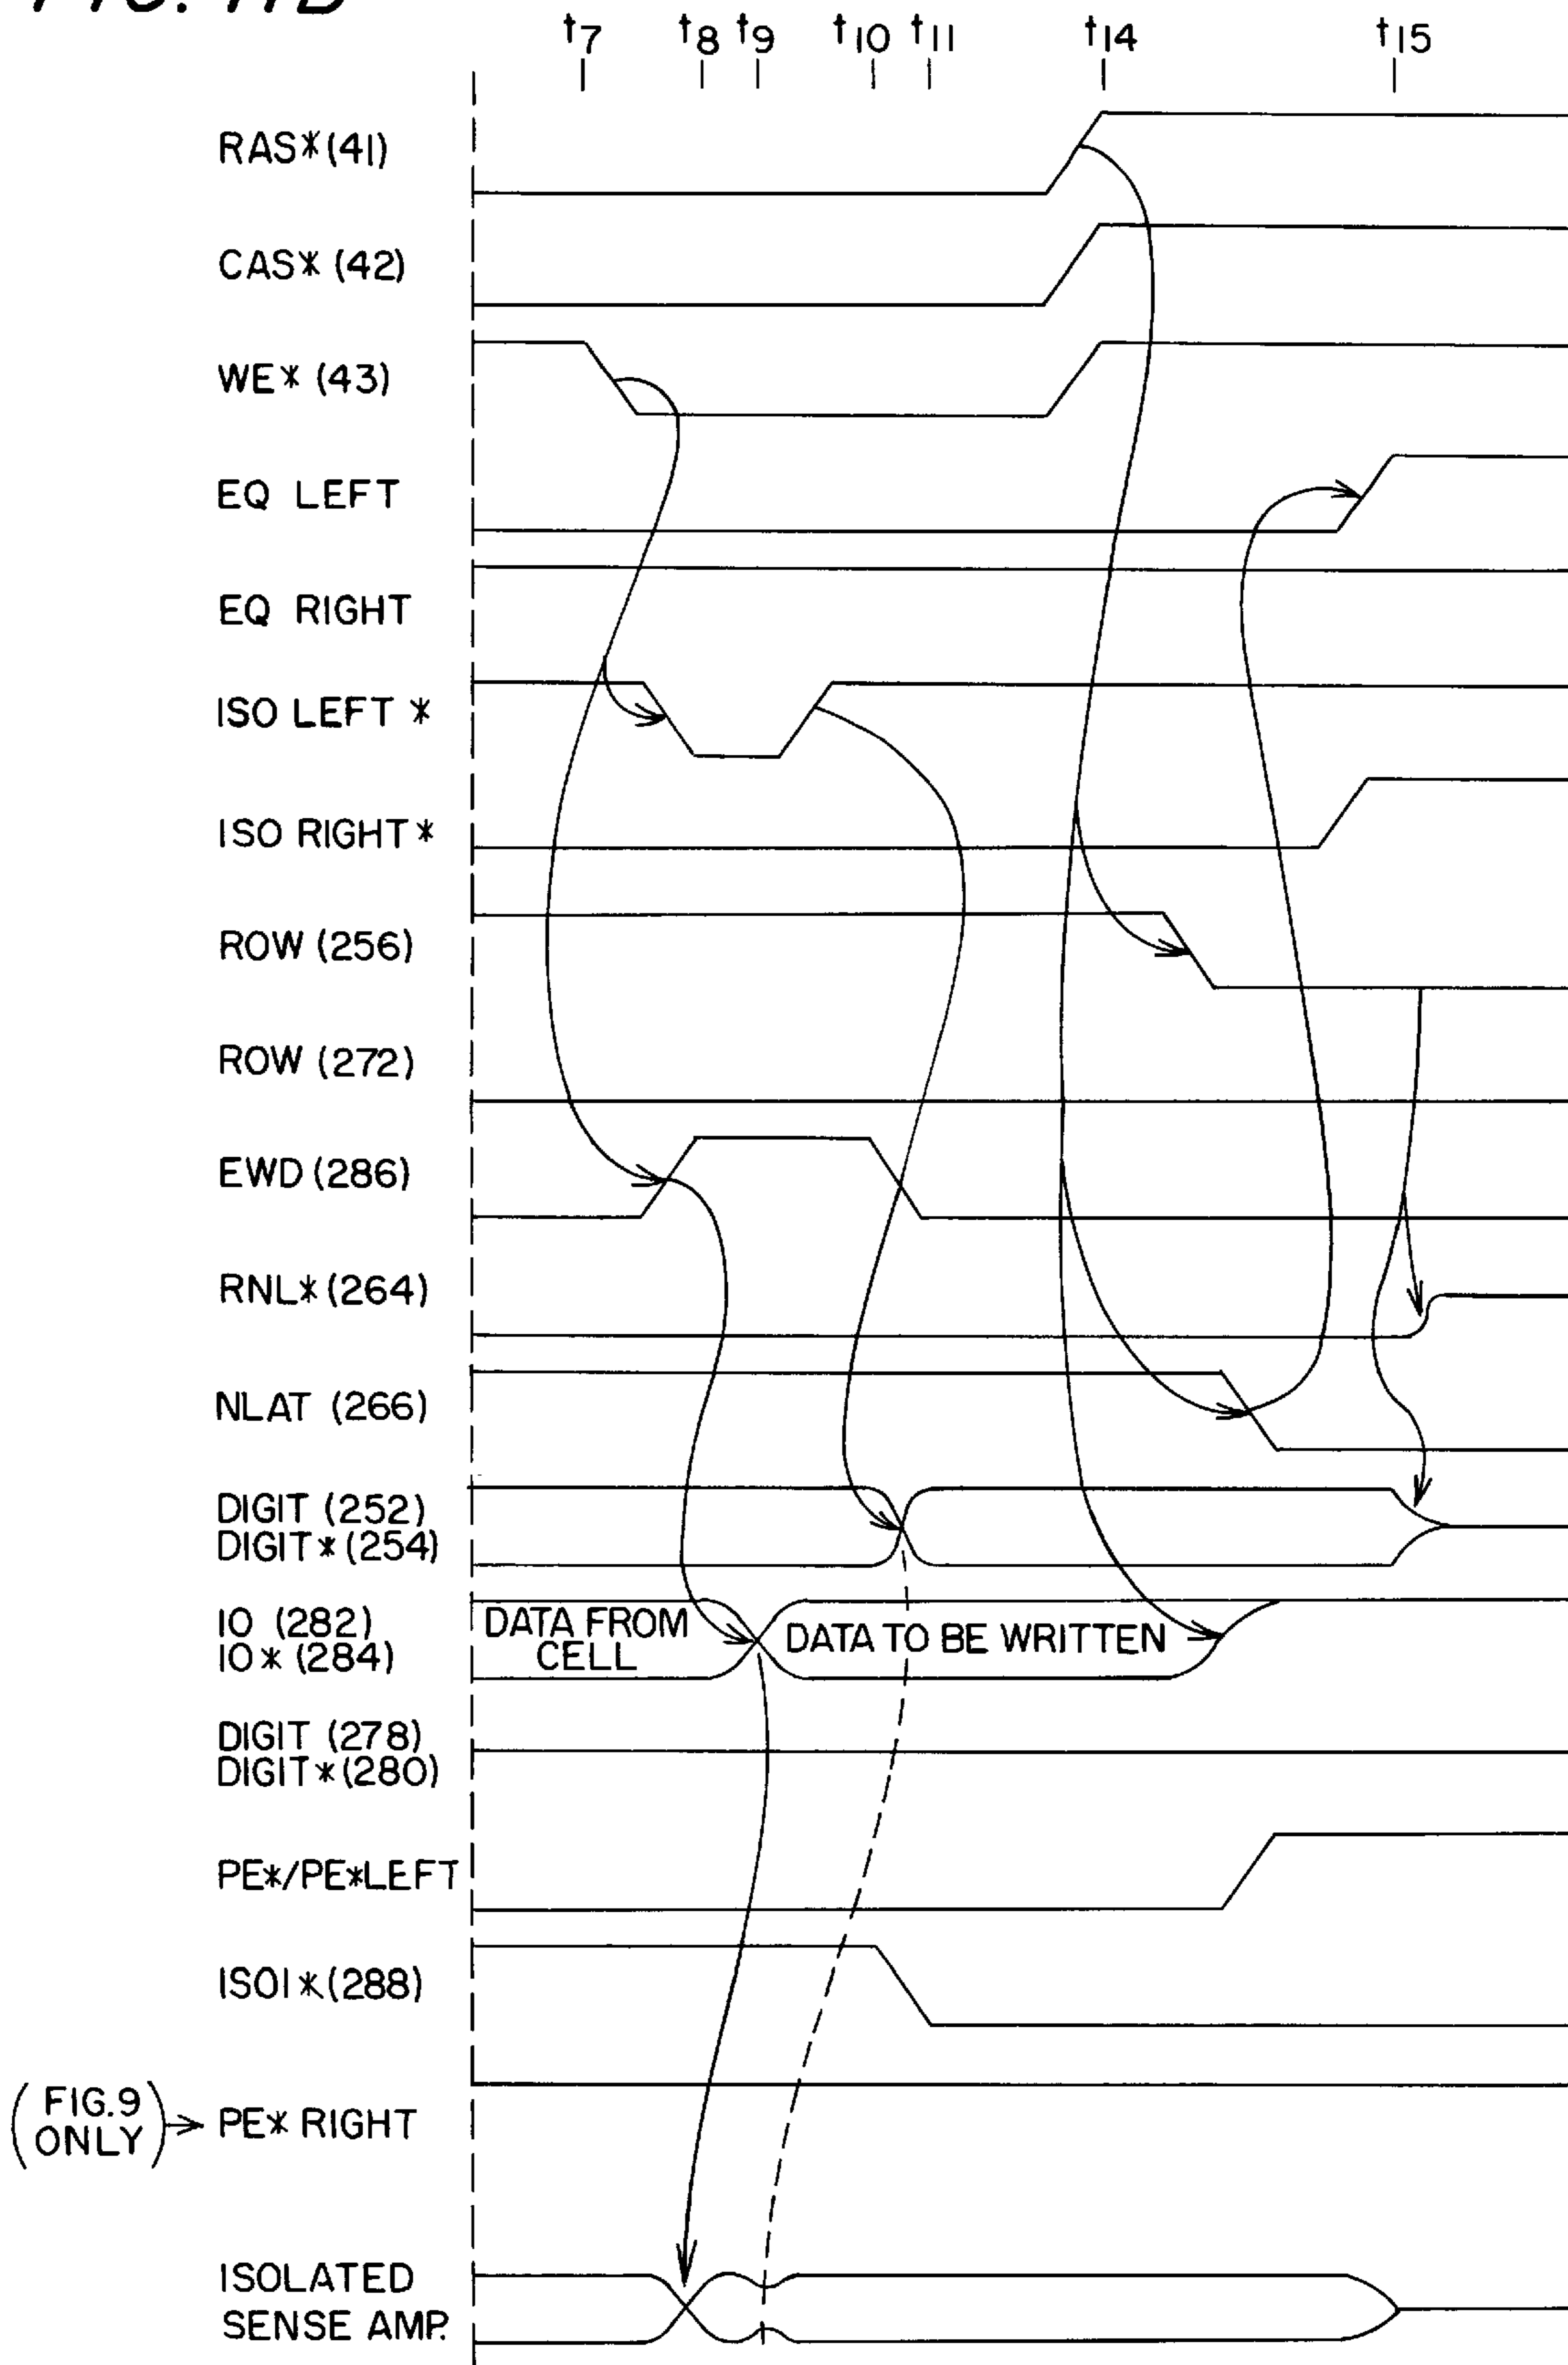 FIG. 11B
t7 t8 t9 t10 t11 t14 t15
RAS*(41)
CAS* (42)
WE* (43)
EQ LEFT
EQ RIGHT
ISO LEFT *
ISO RIGHT*
ROW (256)
ROW (272)
EWD (286)
RNL* (264)
NLAT (266)
DIGIT (252)
DIGIT* (254)
IO (282)
IO* (284)
DATA FROM
CELL
DATA TO BE WRITTEN
DIGIT (278)
DIGIT* (280)
PE*/PE*LEFT
ISOI*(288)
(FIG.9
ONLY)
PE* RIGHT
ISOLATED
SENSE AMP.